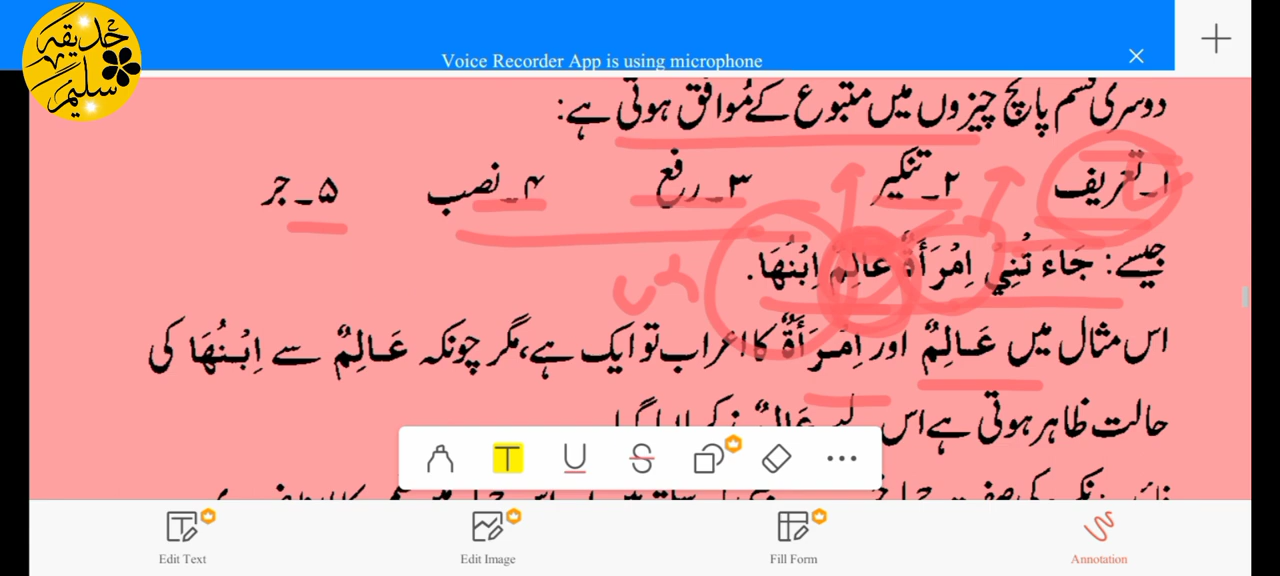 حدیقہ
سلیم
Voice Recorder App is using microphone
دوسری قسم پانچ چیزوں میں متبوع کے مُوافق ہوتی ہے:
۱۔تعریف ۲۔تنکیر ۳۔رفع ۴۔نصب ۵۔جر
جیسے: جَاءَ تْنِيْ اِمْرَأَةٌ عَالِمٌ اِبْنُهَا.
اس مثال میں عَالِمٌ اور اِمْرَأَةٌ کا اعراب تو ایک ہے، مگر چونکہ عَالِمٌ سے اِبْنُهَا کی
حالت ظاہر ہوتی ہے اس
Edit Text
Edit Image
Fill Form
Annotation